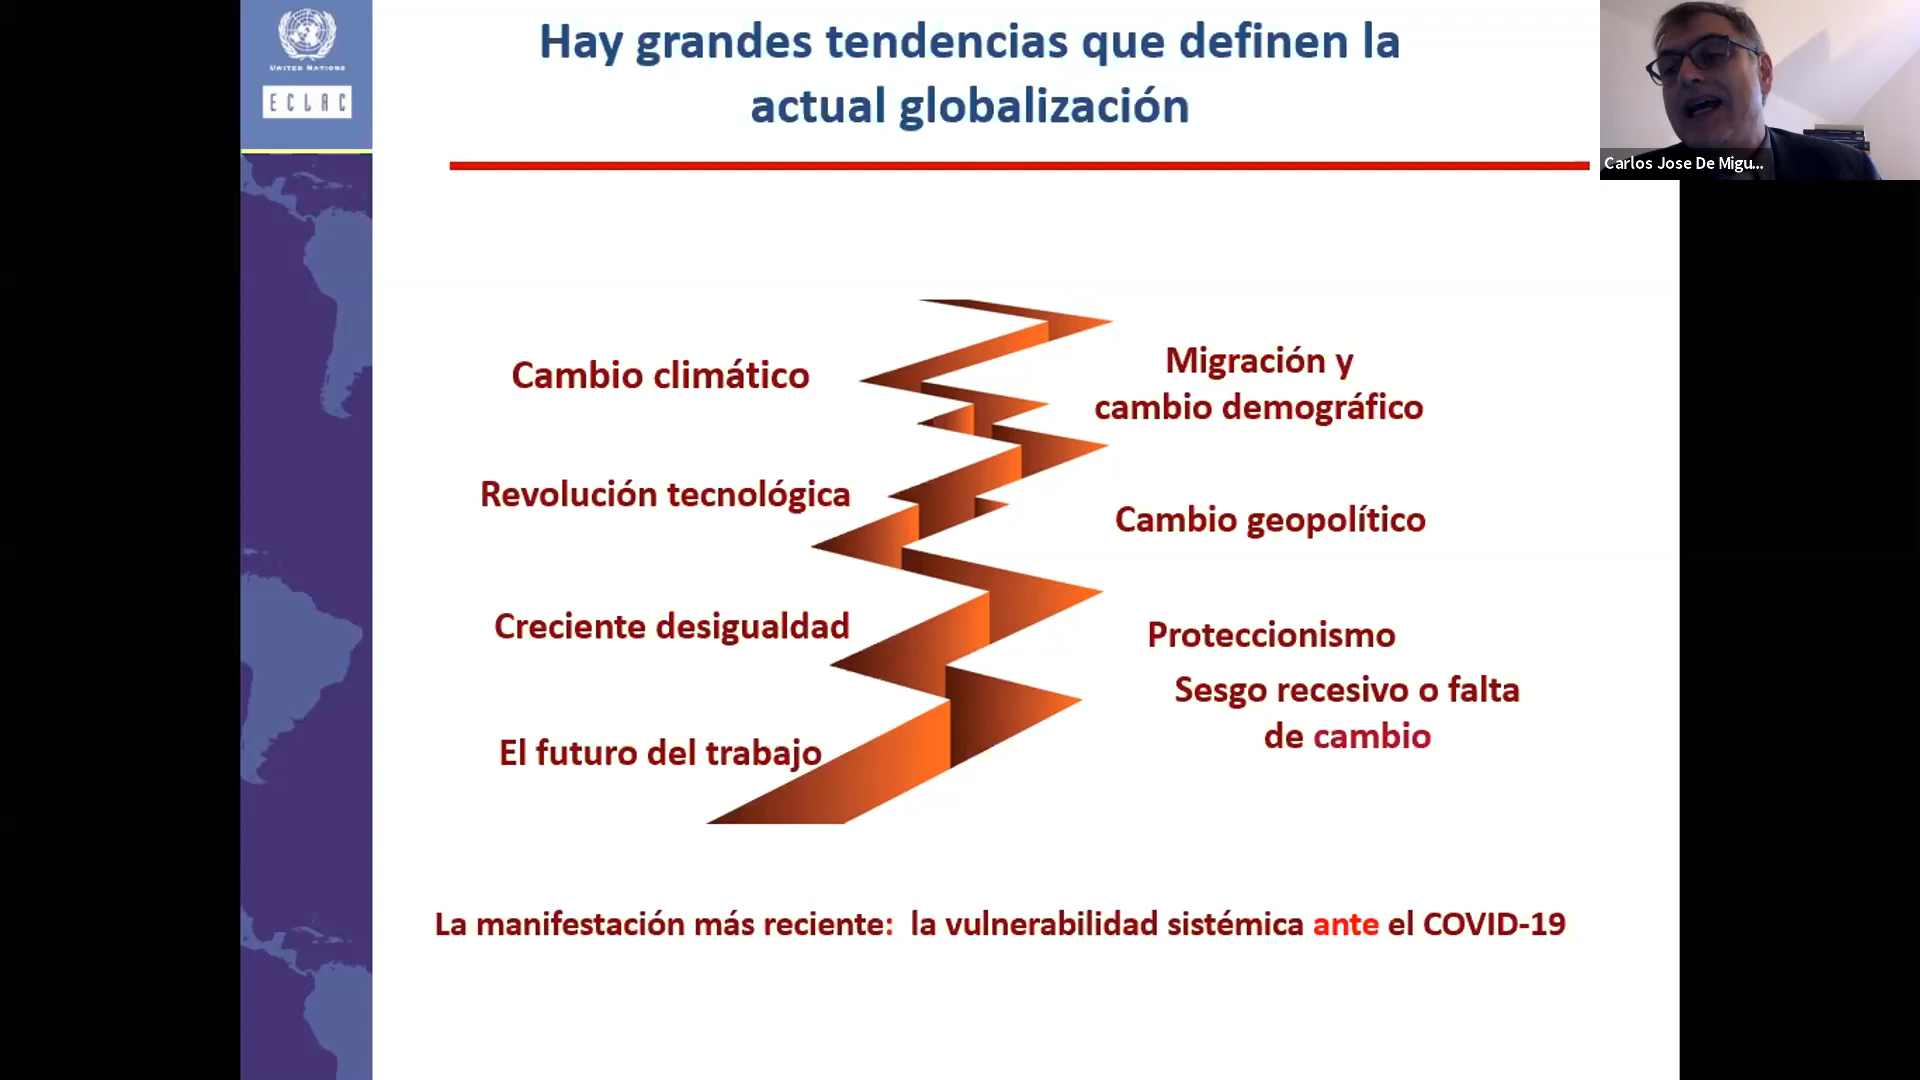 UNITED NATIONS
ECLAC
Hay grandes tendencias que definen la
actual globalización
Carlos Jose De Migu...
Cambio climático
Migración y
cambio demográfico
Revolución tecnológica
Cambio geopolítico
Creciente desigualdad
Proteccionismo
Sesgo recesivo o falta
de cambio
El futuro del trabajo
La manifestación más reciente: la vulnerabilidad sistémica ante el COVID-19